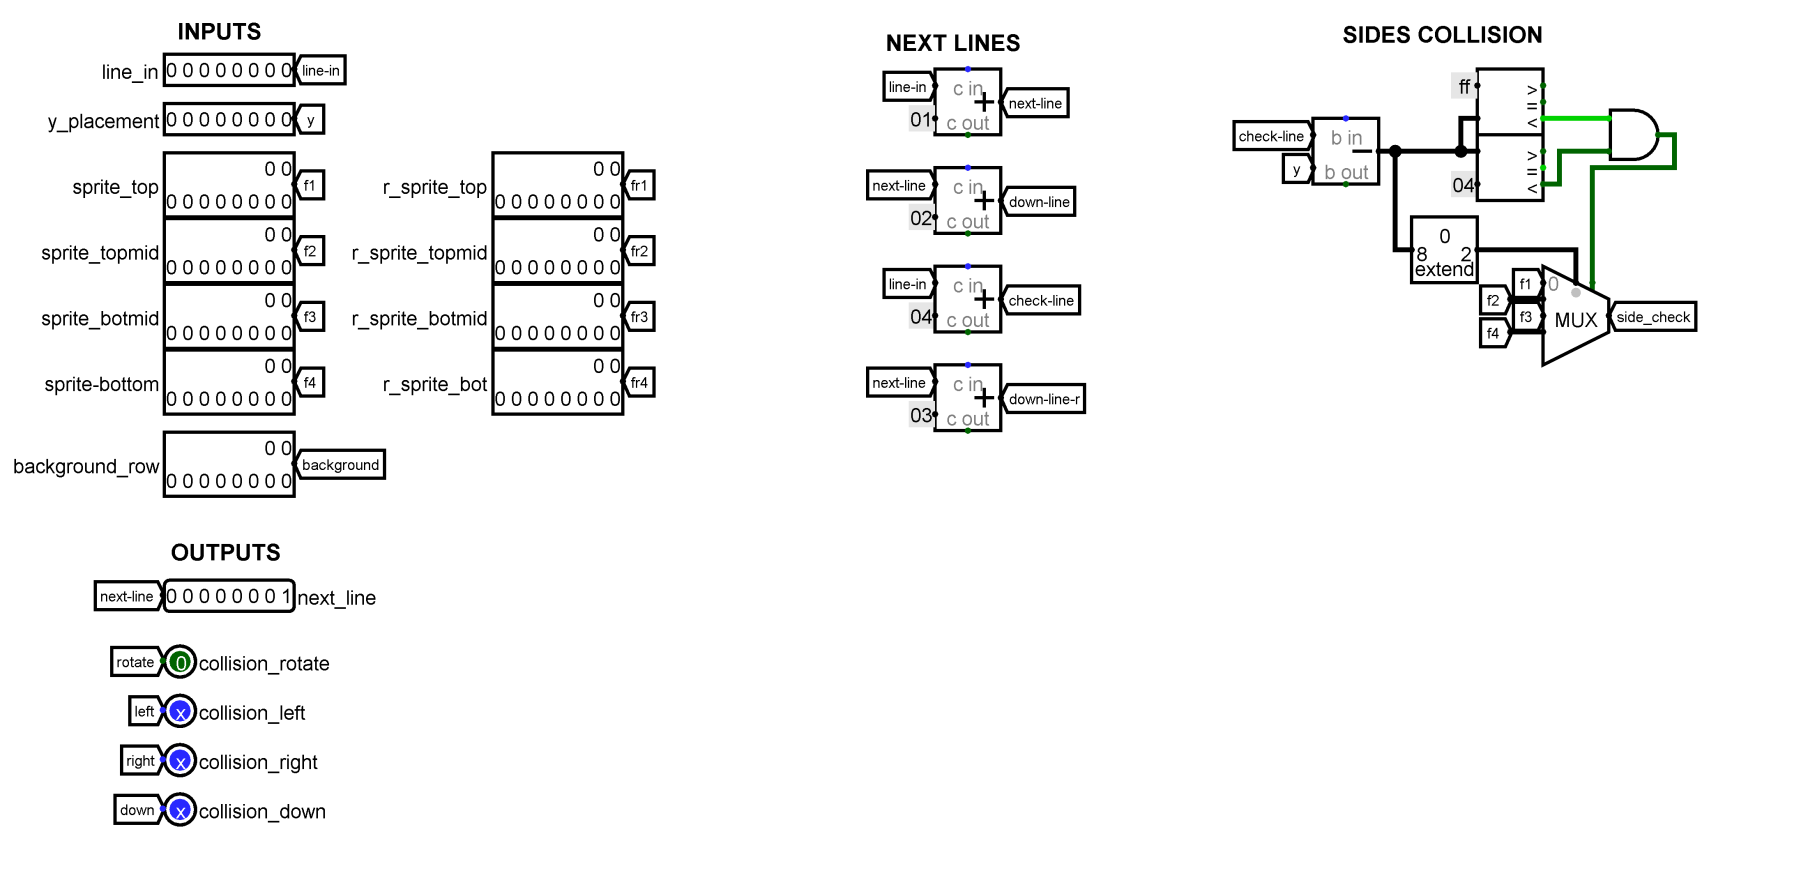 INPUTS
line_in 0 0 0 0 0 0 0 0 line-in
y_placement 0 0 0 0 0 0 0 0 y
sprite_top 0 0
0 0 0 0 0 0 0 0 f1
sprite_topmid 0 0
0 0 0 0 0 0 0 0 f2
sprite_botmid 0 0
0 0 0 0 0 0 0 0 f3
sprite-bottom 0 0
0 0 0 0 0 0 0 0 f4
r_sprite_top 0 0
0 0 0 0 0 0 0 0 fr1
r_sprite_topmid 0 0
0 0 0 0 0 0 0 0 fr2
r_sprite_botmid 0 0
0 0 0 0 0 0 0 0 fr3
r_sprite_bot 0 0
0 0 0 0 0 0 0 0 fr4
background_row 0 0
0 0 0 0 0 0 0 0 background
OUTPUTS
next-line 0 0 0 0 0 0 0 1 next_line
rotate 0 collision_rotate
left x collision_left
right x collision_right
down x collision_down
NEXT LINES
line-in c in + next-line
01 c out
next-line c in + down-line
02 c out
line-in c in + check-line
04 c out
next-line c in + down-line-r
03 c out
SIDES COLLISION
check-line b in −
y b out
ff >
=
<
>
=
04 <
0
8 2
extend
f1 0
f2
f3 MUX side_check
f4